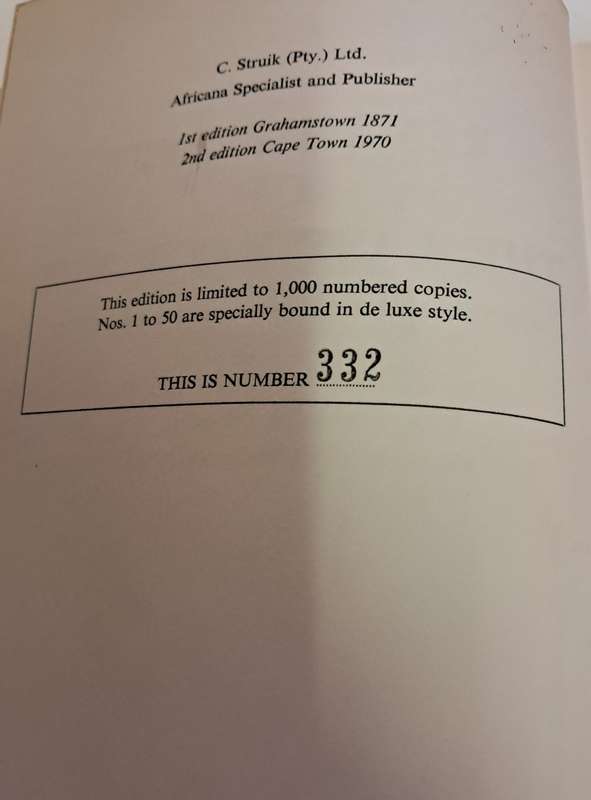 C. Struik (Pty.) Ltd.
Africana Specialist and Publisher
1st edition Grahamstown 1871
2nd edition Cape Town 1970
This edition is limited to 1,000 numbered copies.
Nos. 1 to 50 are specially bound in de luxe style.
THIS IS NUMBER 332